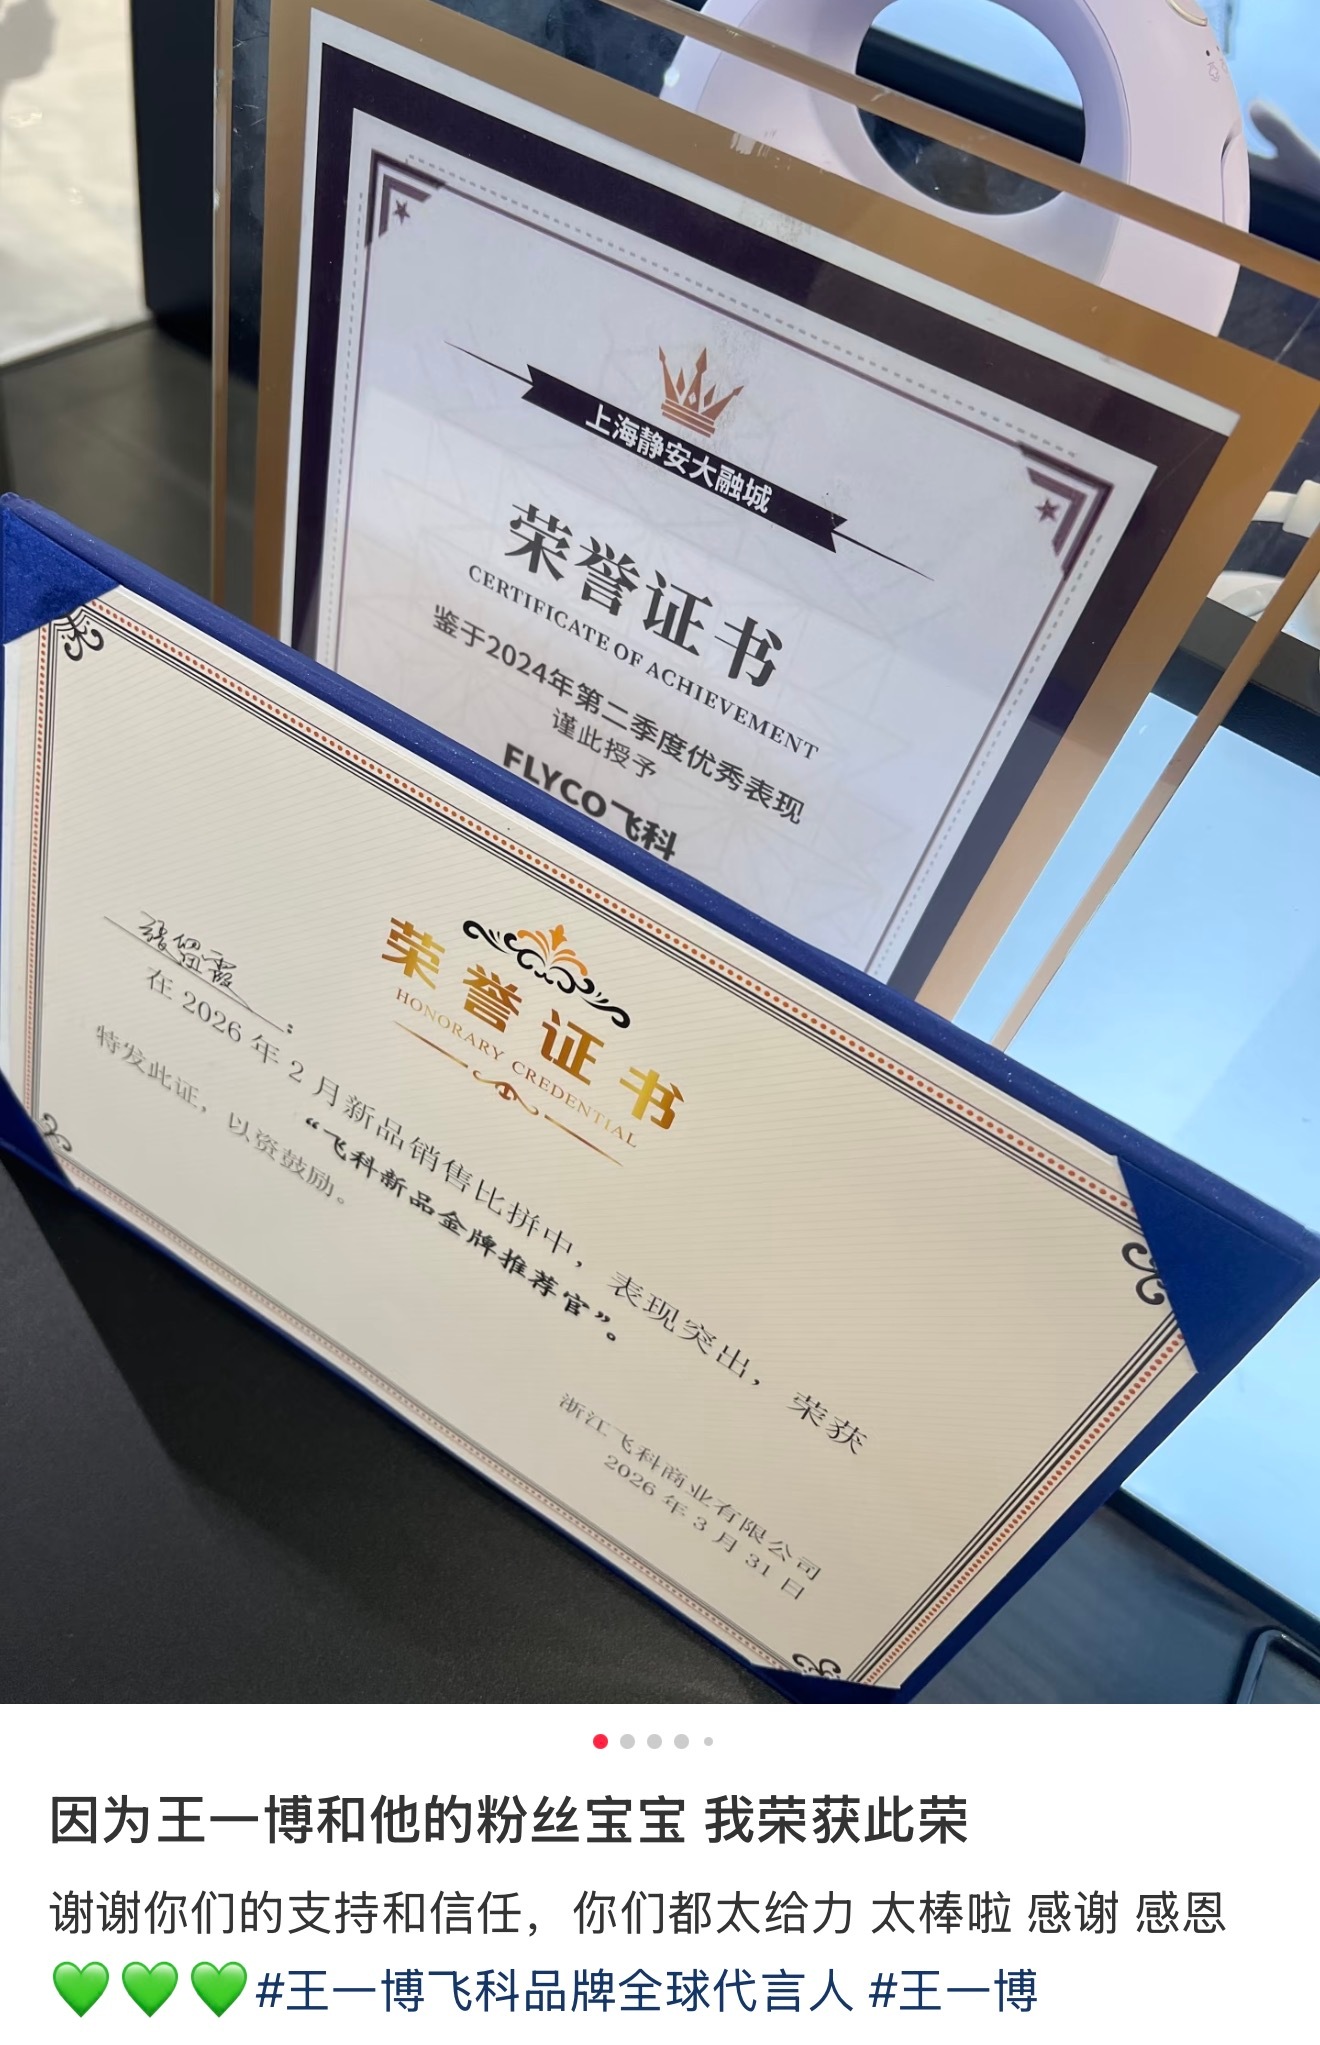 上海静安大融城
荣誉证书
CERTIFICATE OF ACHIEVEMENT
鉴于2024年第二季度优秀表现
谨此授予
FLYCO飞科
荣誉证书
HONORARY CREDENTIAL
张留霞：
在 2026 年 2 月新品销售比拼中，表现突出，荣获
“飞科新品金牌推荐官”。
特发此证，以资鼓励。
浙江飞科商业有限公司
2026 年 3 月 31 日
因为王一博和他的粉丝宝宝 我荣获此荣
谢谢你们的支持和信任，你们都太给力 太棒啦 感谢 感恩
💚💚💚#王一博飞科品牌全球代言人 #王一博